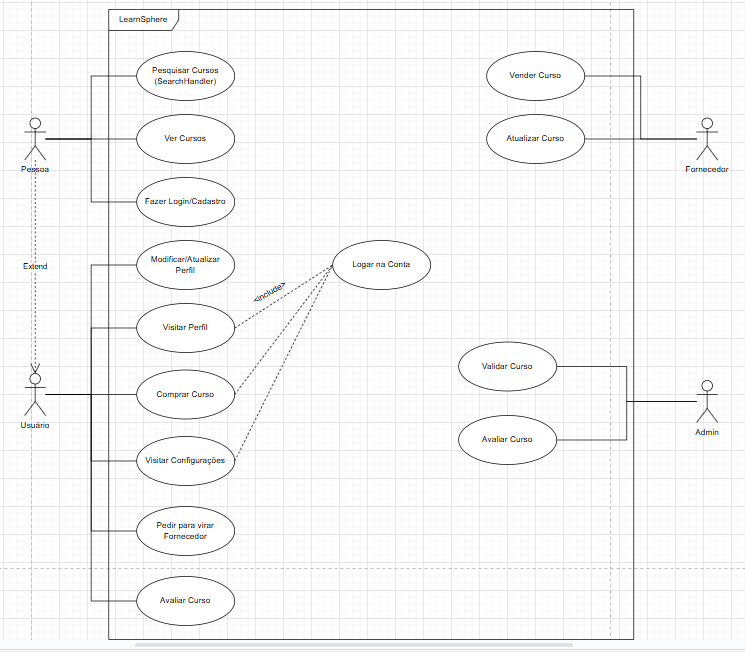 LearnSphere
Pesquisar Cursos
(SearchHandler)
Vender Curso
Ver Cursos
Atualizar Curso
Pessoa
Fornecedor
Fazer Login/Cadastro
Modificar/Atualizar
Perfil
Logar na Conta
Extend
<include>
Visitar Perfil
Validar Curso
Comprar Curso
Usuário
Admin
Avaliar Curso
Visitar Configurações
Pedir para virar
Fornecedor
Avaliar Curso